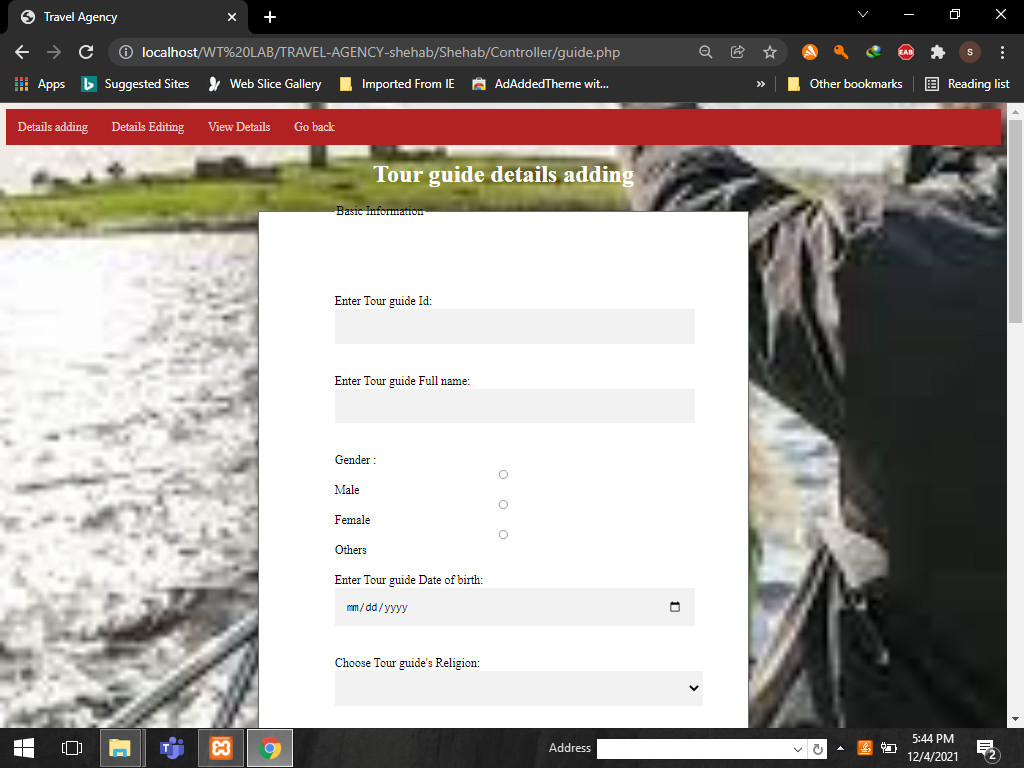 Travel Agency
localhost/WT%20LAB/TRAVEL-AGENCY-shehab/Shehab/Controller/guide.php
EAB
S
Apps
Suggested Sites
Web Slice Gallery
Imported From IE
AdAddedTheme wit...
»
Other bookmarks
Reading list
Details adding
Details Editing
View Details
Go back
Tour guide details adding
Basic Information
Enter Tour guide Id:
Enter Tour guide Full name:
Gender :
Male
Female
Others
Enter Tour guide Date of birth:
mm/dd/yyyy
Choose Tour guide's Religion:
Address
5:44 PM
12/4/2021
2